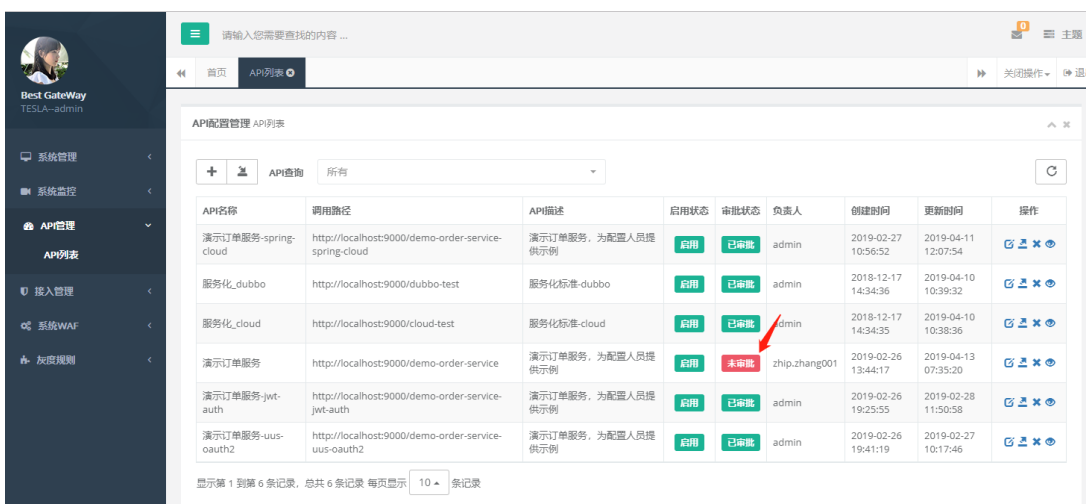 请输入您需要查找的内容 ...
0
主题
首页
API列表
关闭操作
Best GateWay
TESLA--admin
API配置管理 API列表
系统管理
系统监控
API管理
API列表
接入管理
系统WAF
灰度规则
API查询
所有
API名称 调用路径 API描述 启用状态 审批状态 负责人 创建时间 更新时间 操作
演示订单服务-spring-cloud http://localhost:9000/demo-order-service-spring-cloud 演示订单服务，为配置人员提供示例 启用 已审批 admin 2019-02-27 10:56:52 2019-04-11 12:07:54
服务化_dubbo http://localhost:9000/dubbo-test 服务化标准-dubbo 启用 已审批 admin 2018-12-17 14:34:36 2019-04-10 10:39:32
服务化_cloud http://localhost:9000/cloud-test 服务化标准-cloud 启用 已审批 admin 2018-12-17 14:34:35 2019-04-10 10:38:36
演示订单服务 http://localhost:9000/demo-order-service 演示订单服务，为配置人员提供示例 启用 未审批 zhip.zhang001 2019-02-26 13:44:17 2019-04-13 07:35:20
演示订单服务-jwt-auth http://localhost:9000/demo-order-service-jwt-auth 演示订单服务，为配置人员提供示例 启用 已审批 admin 2019-02-26 19:25:55 2019-02-28 11:50:58
演示订单服务-uus-oauth2 http://localhost:9000/demo-order-service-uus-oauth2 演示订单服务，为配置人员提供示例 启用 已审批 admin 2019-02-26 19:41:19 2019-02-27 10:17:46
显示第 1 到第 6 条记录，总共 6 条记录 每页显示 10 条记录